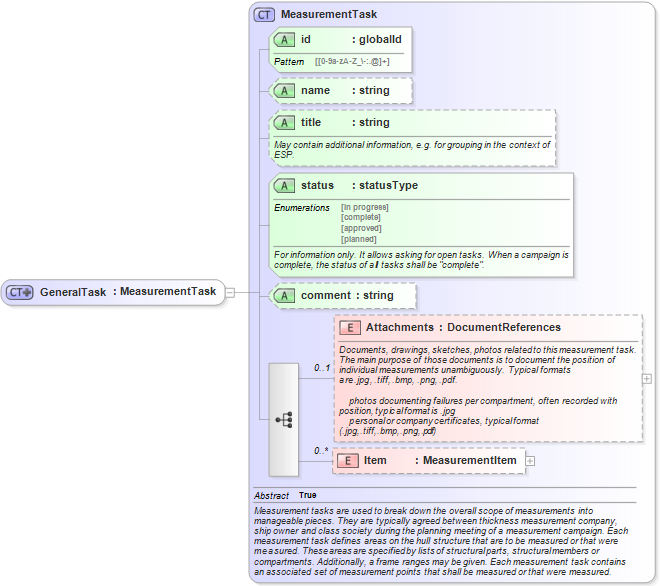 CT MeasurementTask
A id : globalId
Pattern [[0-9a-zA-Z_\-:.@]+]
A name : string
A title : string
May contain additional information, e.g. for grouping in the context of
ESP.
A status : statusType
Enumerations [in progress]
[complete]
[approved]
[planned]
For information only. It allows asking for open tasks. When a campaign is
complete, the status of all tasks shall be "complete".
CT GeneralTask : MeasurementTask
A comment : string
E Attachments : DocumentReferences
0..1
Documents, drawings, sketches, photos related to this measurement task.
The main purpose of those documents is to document the position of
individual measurements unambiguously. Typical formats
are .jpg, .tiff, .bmp, .png, .pdf.
photos documenting failures per compartment, often recorded with
position, typical format is .jpg
personal or company certificates, typical format
(.jpg, .tiff, .bmp, .png, .pdf)
0..*
E Item : MeasurementItem
Abstract True
Measurement tasks are used to break down the overall scope of measurements into
manageable pieces. They are typically agreed between thickness measurement company,
ship owner and class society during the planning meeting of a measurement campaign. Each
measurement task defines areas on the hull structure that are to be measured or that were
measured. These areas are specified by lists of structural parts, structural members or
compartments. Additionally, a frame ranges may be given. Each measurement task contains
an associated set of measurement points that shall be measured or that were measured.